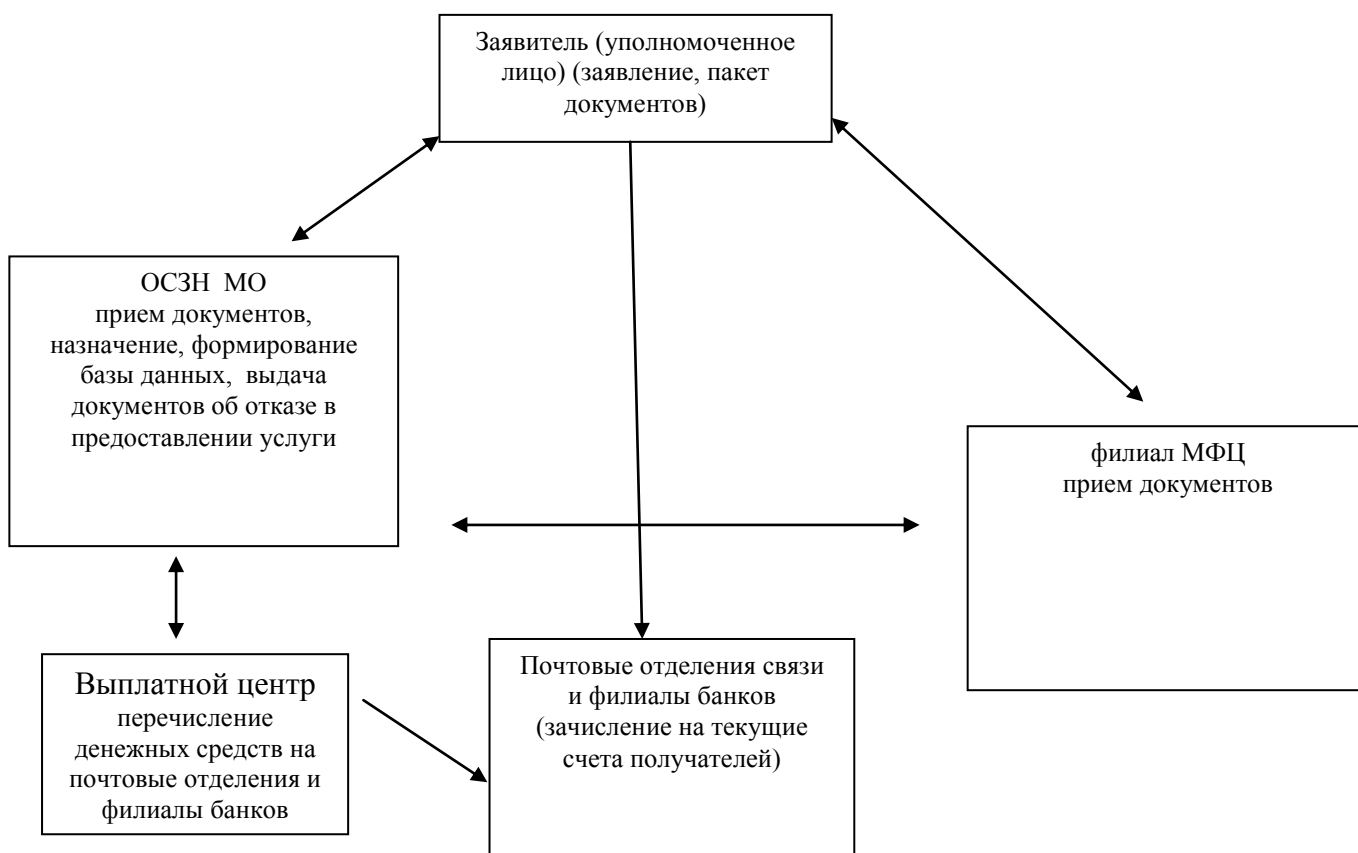 Заявитель (уполномоченное
лицо) (заявление, пакет
документов)
ОСЗН МО
прием документов,
назначение, формирование
базы данных, выдача
документов об отказе в
предоставлении услуги
филиал МФЦ
прием документов
Выплатной центр
перечисление
денежных средств на
почтовые отделения и
филиалы банков
Почтовые отделения связи
и филиалы банков
(зачисление на текущие
счета получателей)